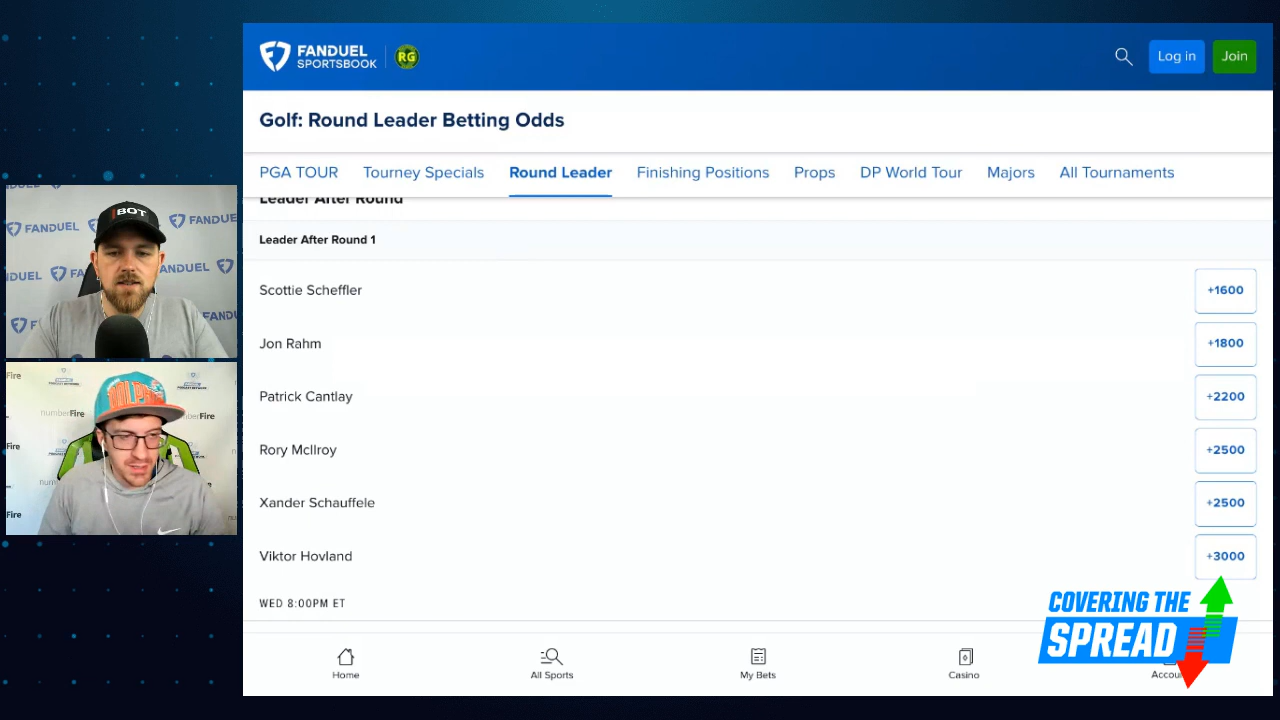 FANDUEL
SPORTSBOOK
RG
Log in
Join
Golf: Round Leader Betting Odds
PGA TOUR
Tourney Specials
Round Leader
Finishing Positions
Props
DP World Tour
Majors
All Tournaments
Leader After Round
Leader After Round 1
Scottie Scheffler
+1600
Jon Rahm
+1800
Patrick Cantlay
+2200
Rory McIlroy
+2500
Xander Schauffele
+2500
Viktor Hovland
+3000
WED 8:00PM ET
Home
All Sports
My Bets
Casino
COVERING THE
SPREAD
BOT
FANDUEL
FANDUEL
numberFire